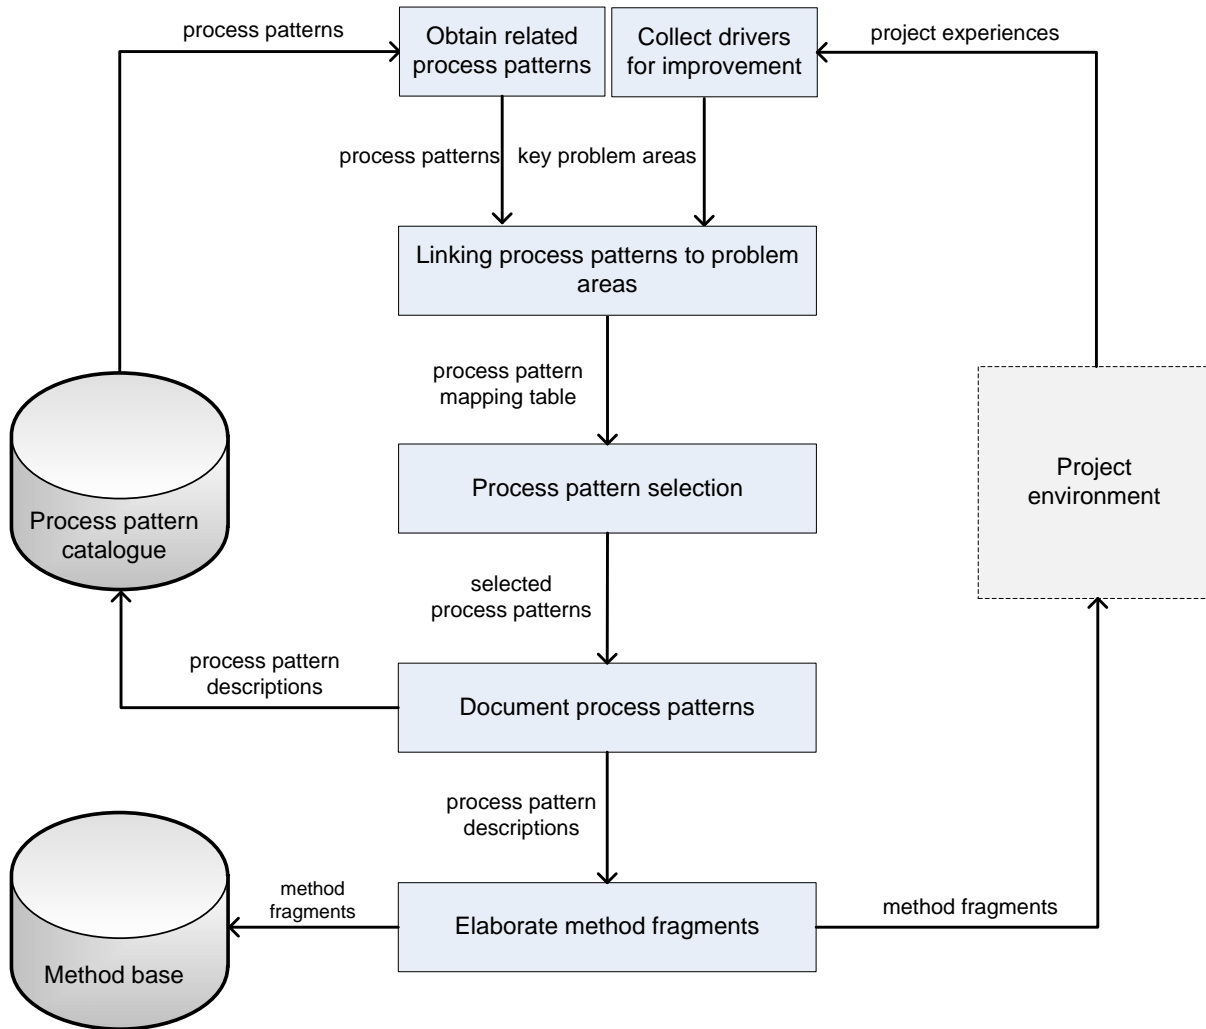 process patterns
Obtain related
process patterns
Collect drivers
for improvement
project experiences
process patterns
key problem areas
Linking process patterns to problem
areas
process pattern
mapping table
Process pattern
catalogue
Process pattern selection
Project
environment
selected
process patterns
process pattern
descriptions
Document process patterns
process pattern
descriptions
method
fragments
Elaborate method fragments
method fragments
Method base